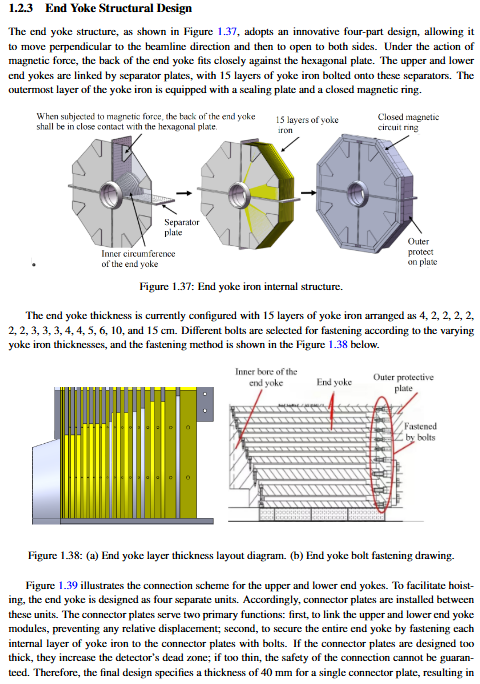 1.2.3 End Yoke Structural Design
The end yoke structure, as shown in Figure 1.37, adopts an innovative four-part design, allowing it
to move perpendicular to the beamline direction and then to open to both sides. Under the action of
magnetic force, the back of the end yoke fits closely against the hexagonal plate. The upper and lower
end yokes are linked by separator plates, with 15 layers of yoke iron bolted onto these separators. The
outermost layer of the yoke iron is equipped with a sealing plate and a closed magnetic ring.
When subjected to magnetic force, the back of the end yoke
shall be in close contact with the hexagonal plate.
15 layers of yoke
iron
Closed magnetic
circuit ring
Separator
plate
Inner circumference
of the end yoke
Outer
protect
on plate
Figure 1.37: End yoke iron internal structure.
The end yoke thickness is currently configured with 15 layers of yoke iron arranged as 4, 2, 2, 2, 2,
2, 2, 3, 3, 3, 4, 4, 5, 6, 10, and 15 cm. Different bolts are selected for fastening according to the varying
yoke iron thicknesses, and the fastening method is shown in the Figure 1.38 below.
Inner bore of the
end yoke
End yoke
Outer protective
plate
Fastened
by bolts
Figure 1.38: (a) End yoke layer thickness layout diagram. (b) End yoke bolt fastening drawing.
Figure 1.39 illustrates the connection scheme for the upper and lower end yokes. To facilitate hoist-
ing, the end yoke is designed as four separate units. Accordingly, connector plates are installed between
these units. The connector plates serve two primary functions: first, to link the upper and lower end yoke
modules, preventing any relative displacement; second, to secure the entire end yoke by fastening each
internal layer of yoke iron to the connector plates with bolts. If the connector plates are designed too
thick, they increase the detector's dead zone; if too thin, the safety of the connection cannot be guaran-
teed. Therefore, the final design specifies a thickness of 40 mm for a single connector plate, resulting in